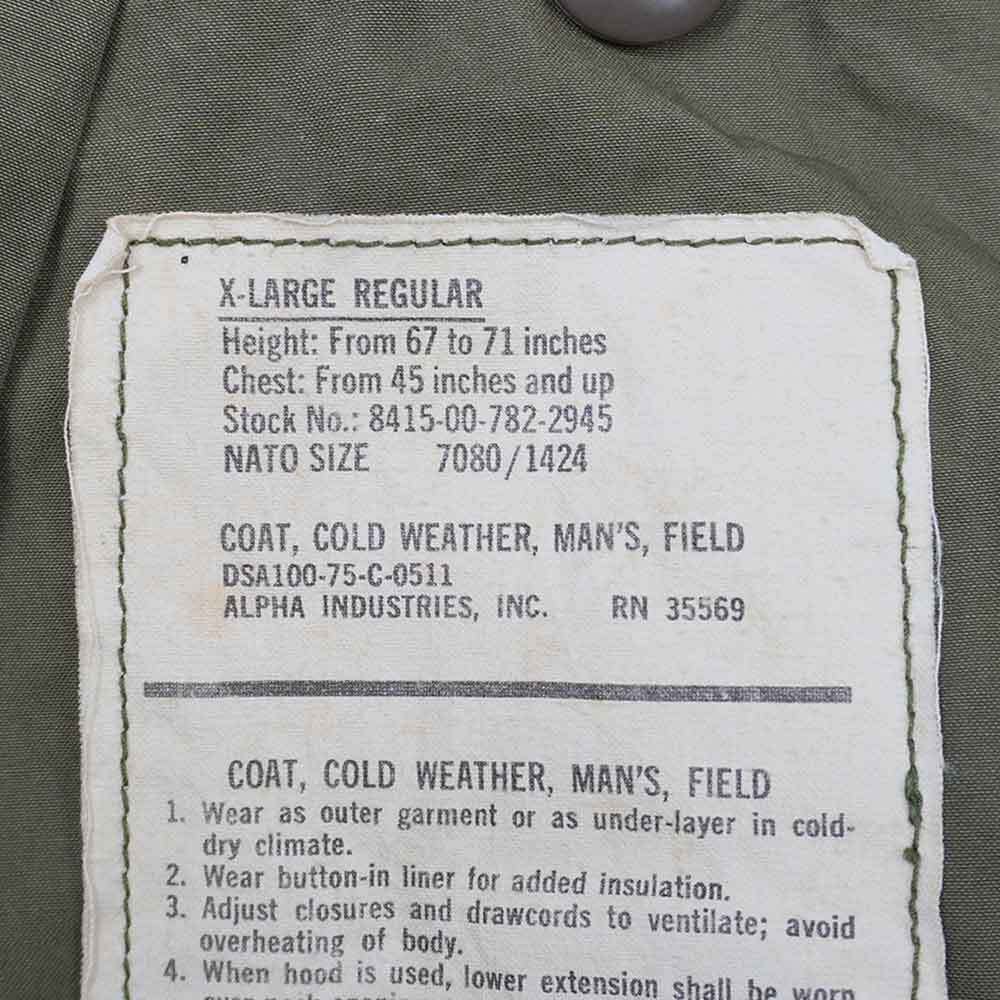 X-LARGE REGULAR
Height: From 67 to 71 inches
Chest: From 45 inches and up
Stock No.: 8415-00-782-2945
NATO SIZE 7080/1424
COAT, COLD WEATHER, MAN'S, FIELD
DSA100-75-C-0511
ALPHA INDUSTRIES, INC. RN 35569
COAT, COLD WEATHER, MAN'S, FIELD
1. Wear as outer garment or as under-layer in cold-
dry climate.
2. Wear button-in liner for added insulation.
3. Adjust closures and drawcords to ventilate; avoid
overheating of body.
4. When hood is used, lower extension shall be worn